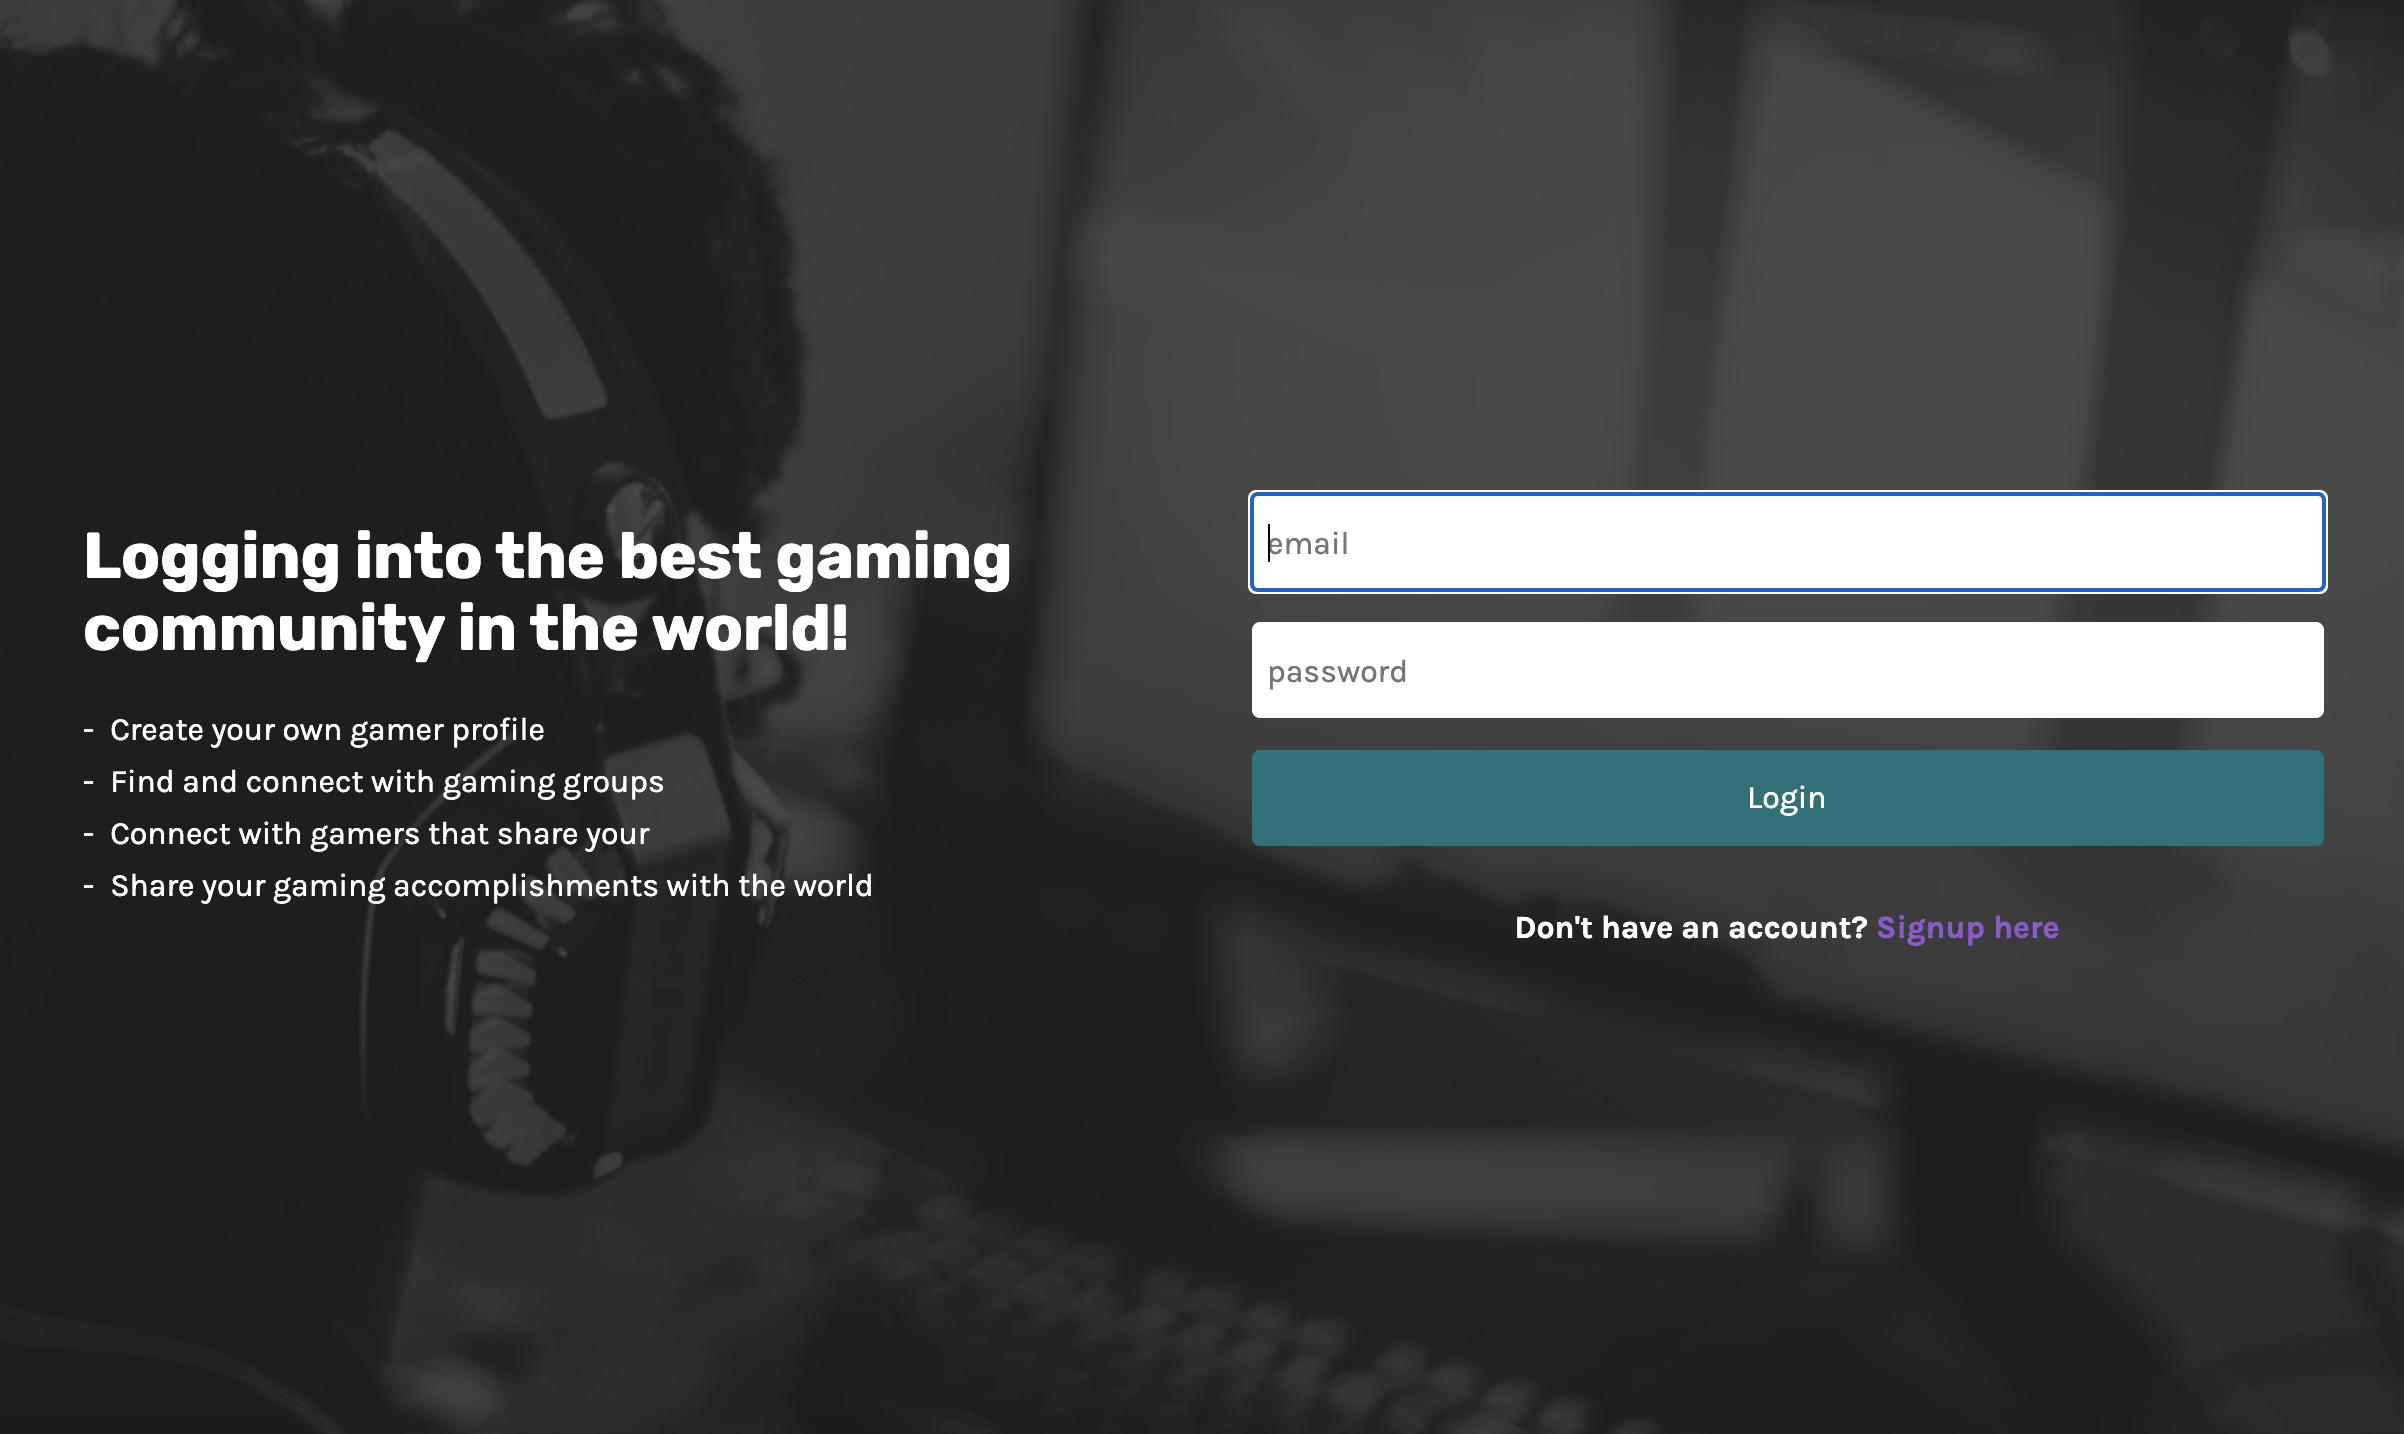 Logging into the best gaming
community in the world!
- Create your own gamer profile
- Find and connect with gaming groups
- Connect with gamers that share your
- Share your gaming accomplishments with the world
email
password
Login
Don't have an account? Signup here